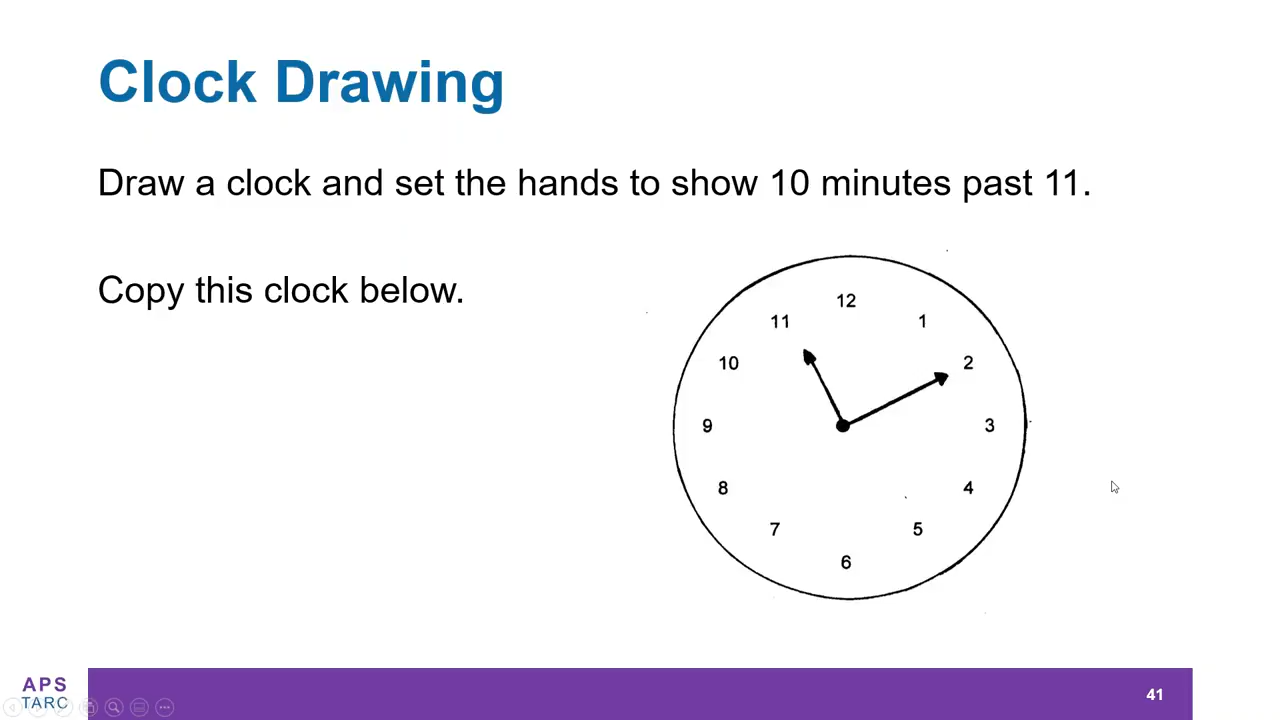 Clock Drawing
Draw a clock and set the hands to show 10 minutes past 11.
Copy this clock below.
12
11
1
10
2
9
3
8
4
7
5
6
APS
TARC
41